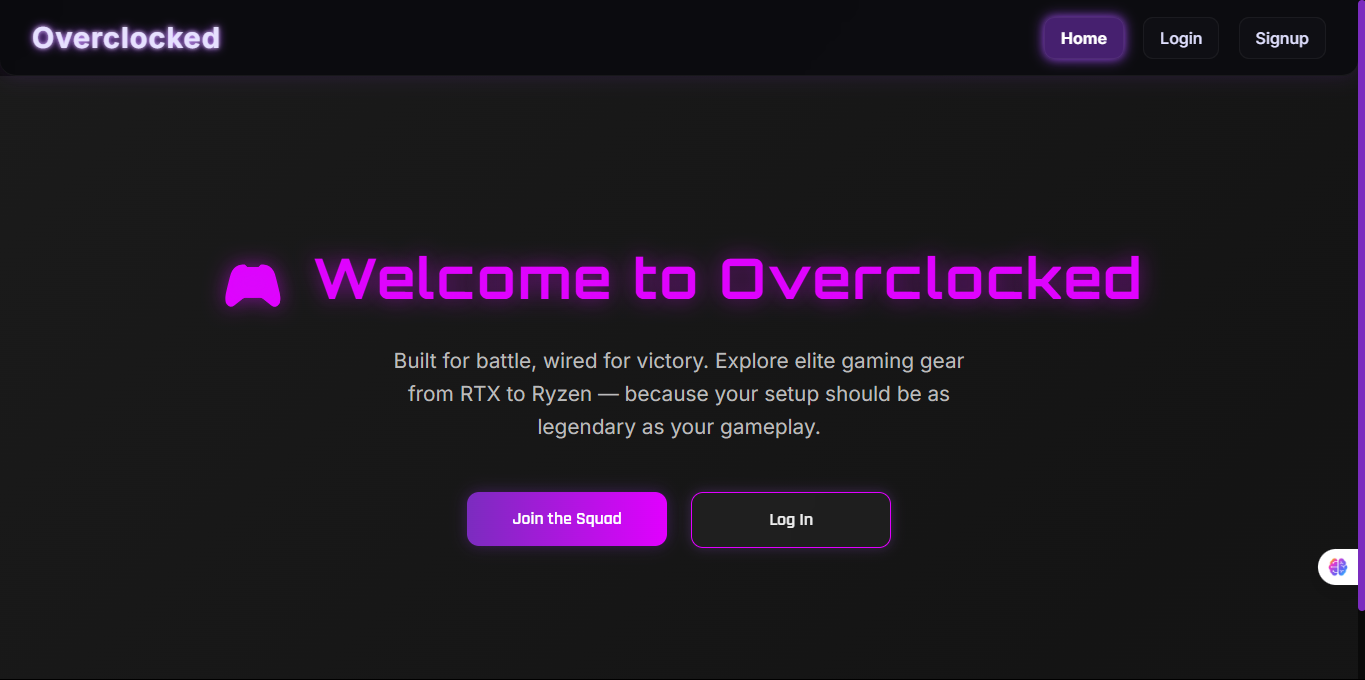 Overclocked
Home
Login
Signup
Welcome to Overclocked
Built for battle, wired for victory. Explore elite gaming gear
from RTX to Ryzen — because your setup should be as
legendary as your gameplay.
Join the Squad
Log In